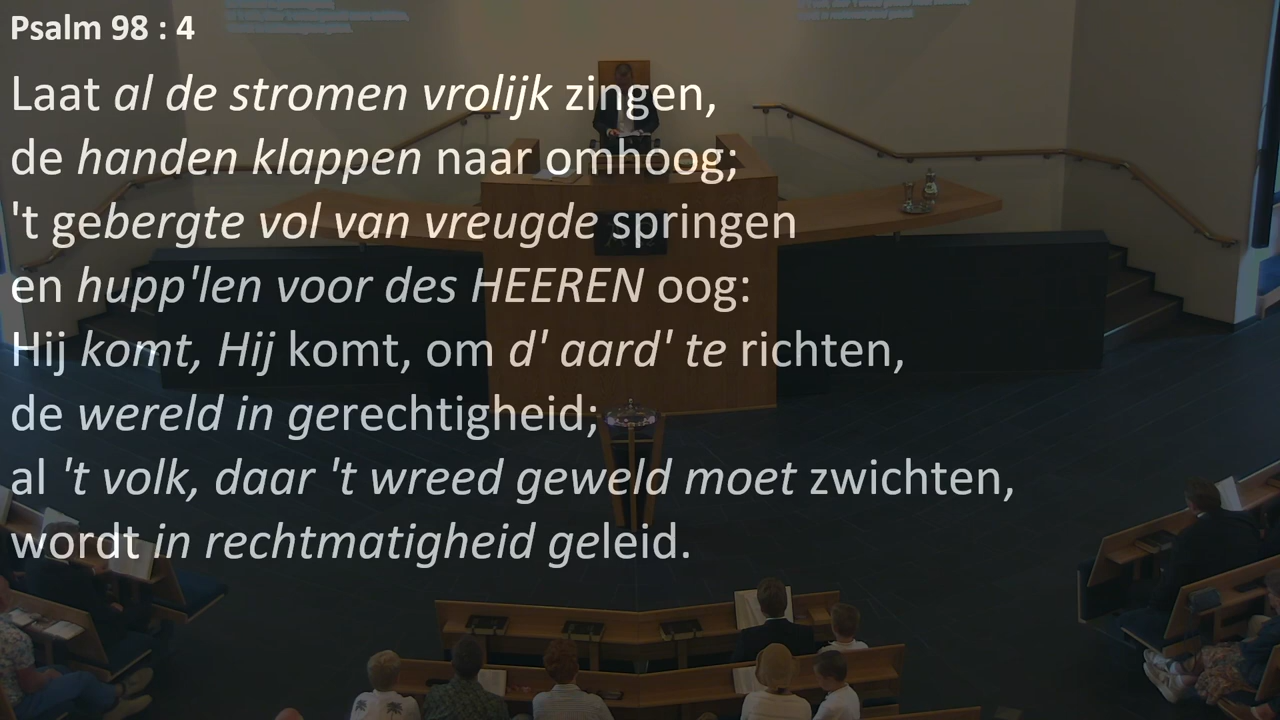 Psalm 98 : 4
Laat al de stromen vrolijk zingen,
de handen klappen naar omhoog;
't gebergte vol van vreugde springen
en hupp'len voor des HEEREN oog:
Hij komt, Hij komt, om d' aard' te richten,
de wereld in gerechtigheid;
al 't volk, daar 't wreed geweld moet zwichten,
wordt in rechtmatigheid geleid.